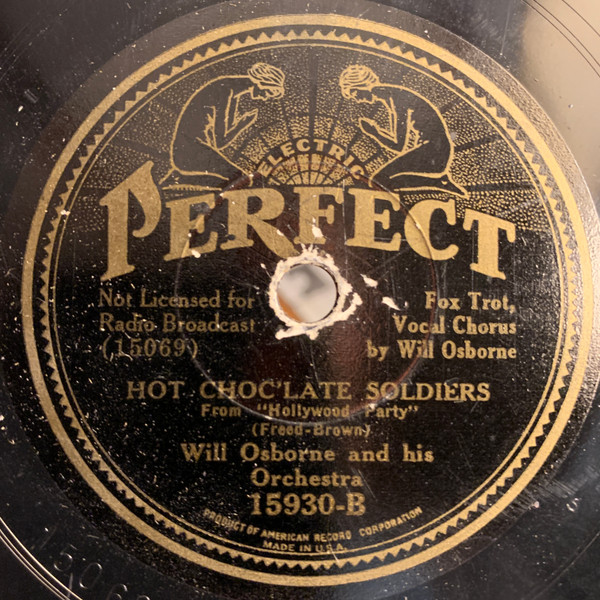 ELECTRIC
PERFECT
Not Licensed for
Radio Broadcast
(15069)
Fox Trot,
Vocal Chorus
by Will Osborne
HOT CHOC'LATE SOLDIERS
From "Hollywood Party"
(Freed-Brown)
Will Osborne and his
Orchestra
15930-B
PRODUCT OF AMERICAN RECORD CORPORATION
MADE IN U.S.A.